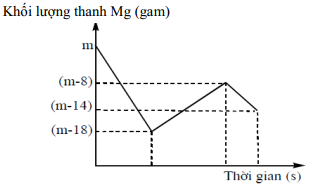 Khối lượng thanh Mg (gam)
m
(m-8)
(m-14)
(m-18)
Thời gian (s)